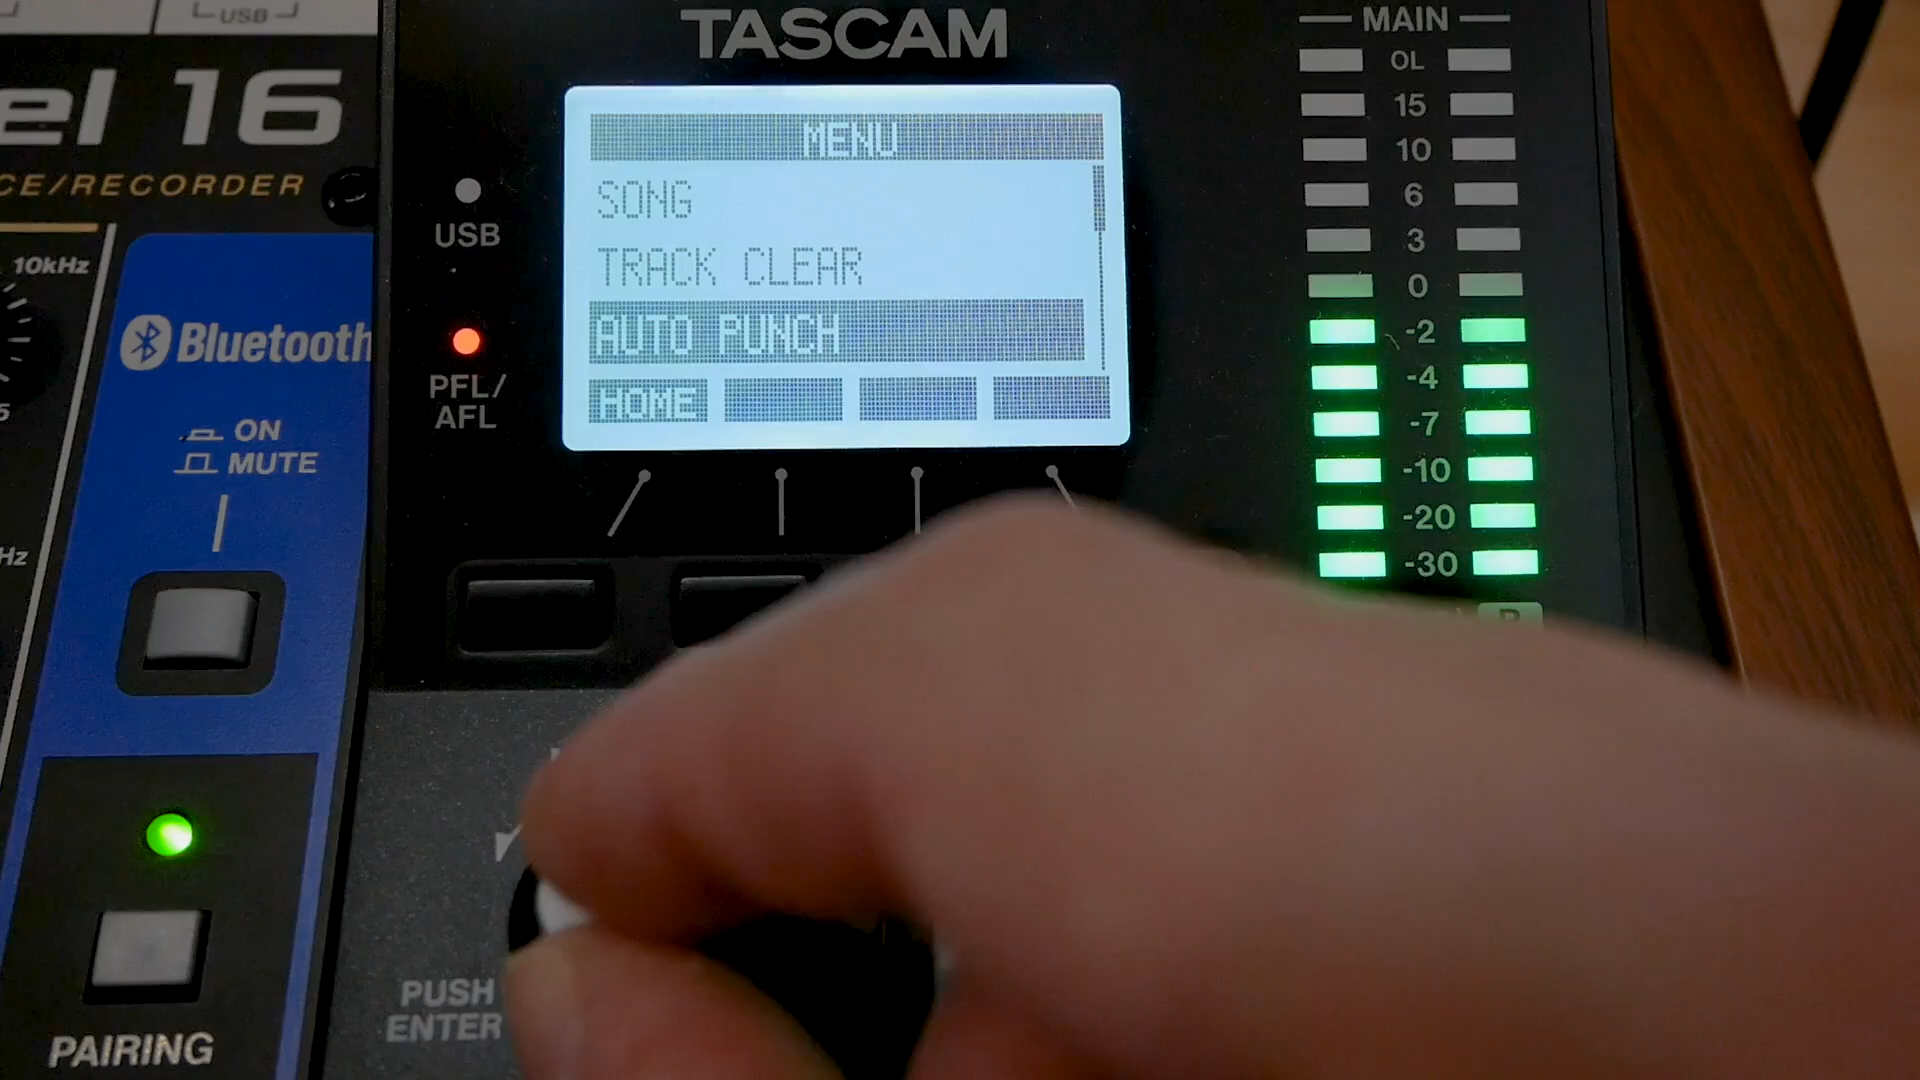 USB
TASCAM
el 16
CE/RECORDER
10kHz
5
Hz
Bluetooth
ON
MUTE
PAIRING
USB
PFL/
AFL
MENU
SONG
TRACK CLEAR
AUTO PUNCH
HOME
PUSH
ENTER
MAIN
OL
15
10
6
3
0
-2
-4
-7
-10
-20
-30
R